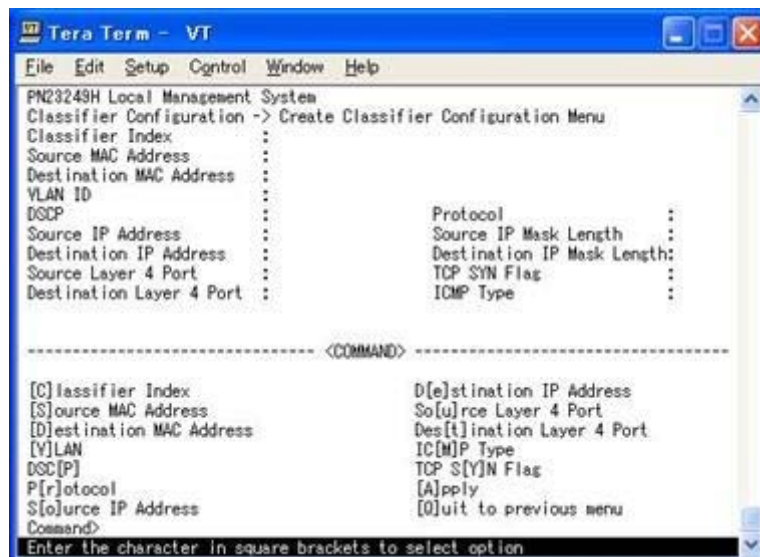 Tera Term - VT
File Edit Setup Control Window Help
PN23249H Local Management System
Classifier Configuration -> Create Classifier Configuration Menu
Classifier Index :
Source MAC Address :
Destination MAC Address :
VLAN ID :
DSCP : Protocol :
Source IP Address : Source IP Mask Length :
Destination IP Address : Destination IP Mask Length:
Source Layer 4 Port : TCP SYN Flag :
Destination Layer 4 Port : ICMP Type :
-------------------------------- <COMMAND> -----------------------------------
[C]lassifier Index D[e]stination IP Address
[S]ource MAC Address So[u]rce Layer 4 Port
[D]estination MAC Address Des[t]ination Layer 4 Port
[V]LAN IC[M]P Type
DSC[P] TCP S[Y]N Flag
P[r]otocol [A]pply
S[o]urce IP Address [Q]uit to previous menu
Command>
Enter the character in square brackets to select option